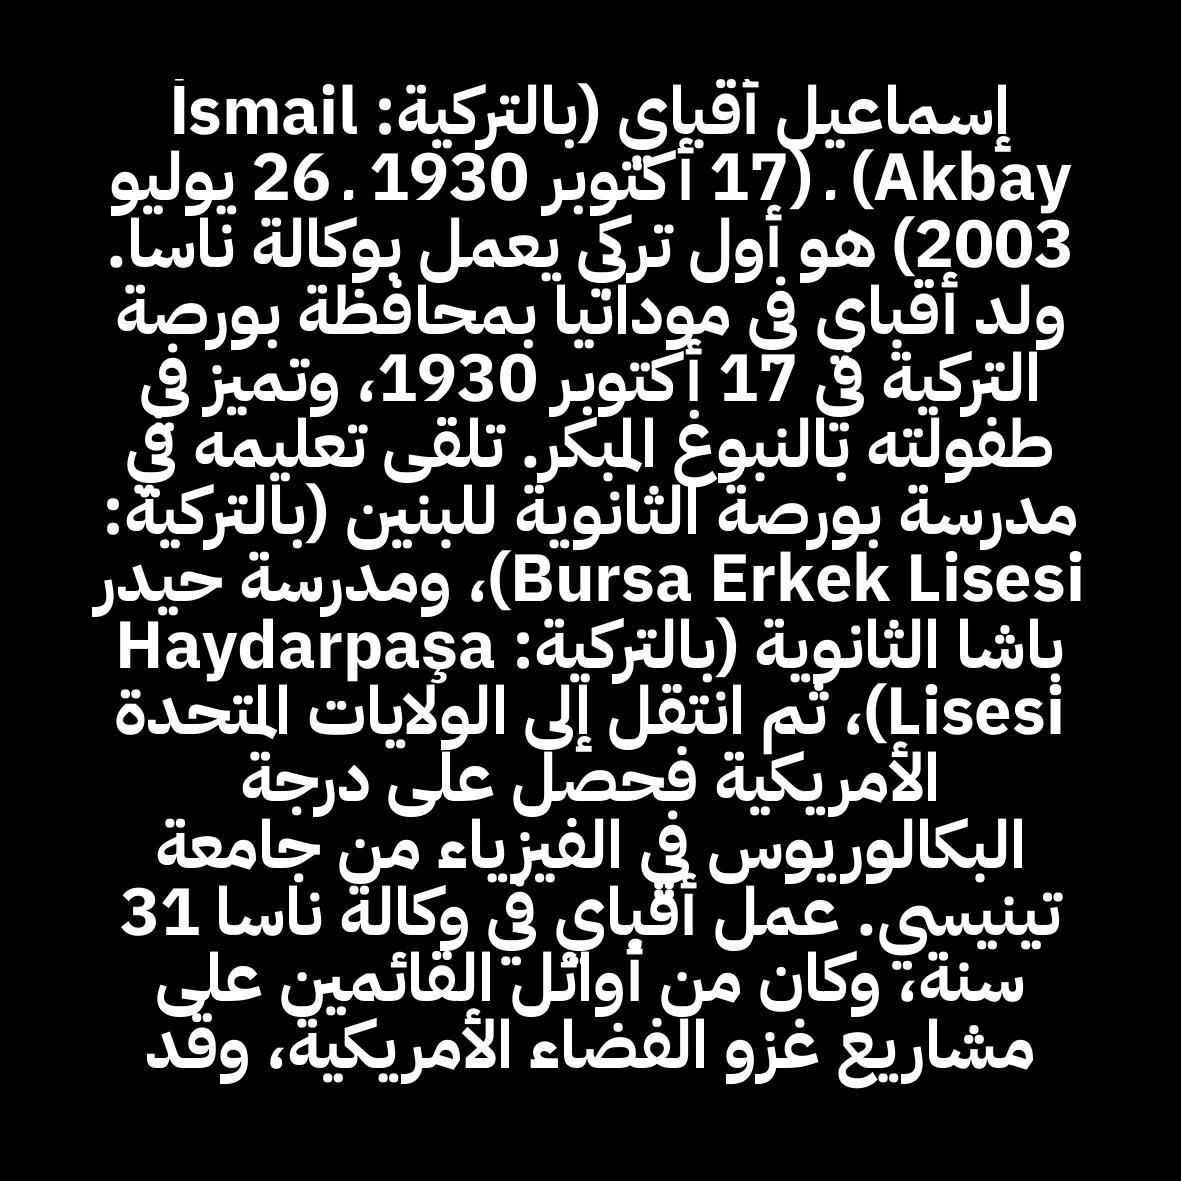 إسماعيل أقباي (بالتركية: İsmail
Akbay) ـ (17 أكتوبر 1930 ـ 26 يوليو
2003) هو أول تركي يعمل بوكالة ناسا.
ولد أقباي في مودانيا بمحافظة بورصة
التركية في 17 أكتوبر 1930، وتميز في
طفولته بالنبوغ المبكر. تلقى تعليمه في
مدرسة بورصة الثانوية للبنين (بالتركية:
Bursa Erkek Lisesi)، ومدرسة حيدر
باشا الثانوية (بالتركية: Haydarpaşa
Lisesi)، ثم انتقل إلى الولايات المتحدة
الأمريكية فحصل على درجة
البكالوريوس في الفيزياء من جامعة
تينيسي. عمل أقباي في وكالة ناسا 31
سنة، وكان من أوائل القائمين على
مشاريع غزو الفضاء الأمريكية، وقد